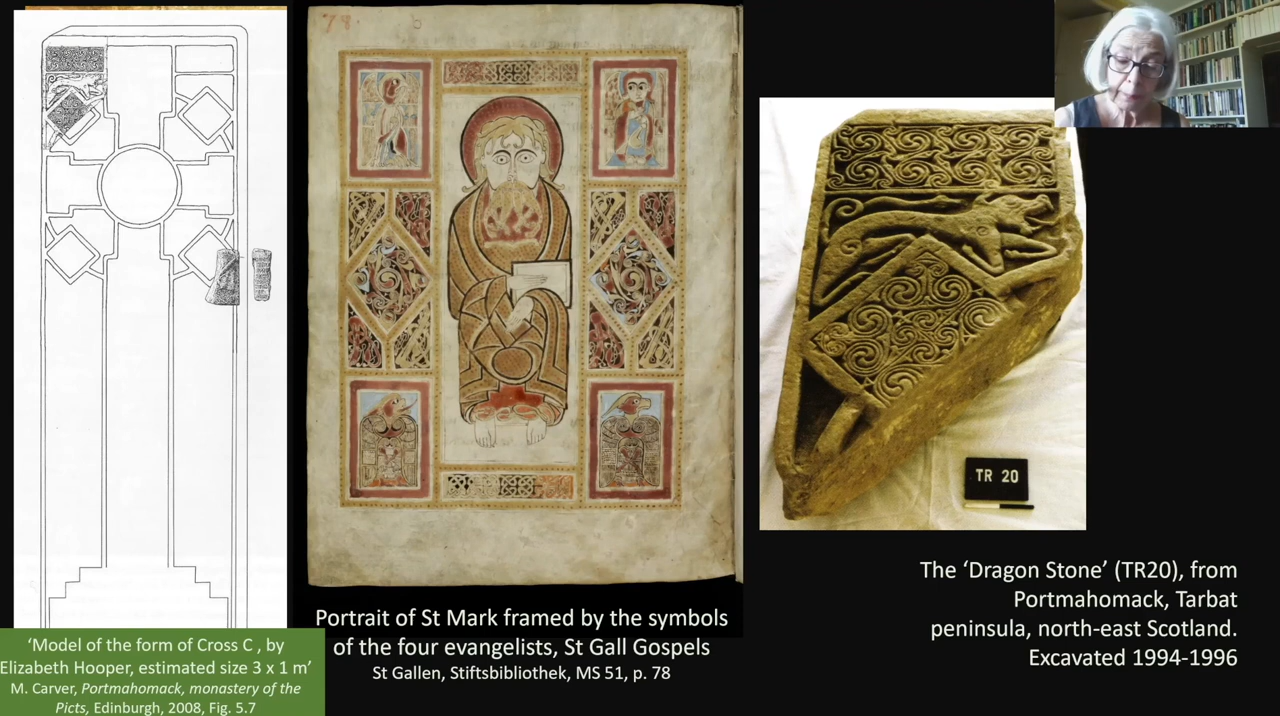 78.
TR 20
'Model of the form of Cross C , by
Elizabeth Hooper, estimated size 3 x 1 m'
M. Carver, Portmahomack, monastery of the
Picts, Edinburgh, 2008, Fig. 5.7
Portrait of St Mark framed by the symbols
of the four evangelists, St Gall Gospels
St Gallen, Stiftsbibliothek, MS 51, p. 78
The 'Dragon Stone' (TR20), from
Portmahomack, Tarbat
peninsula, north-east Scotland.
Excavated 1994-1996